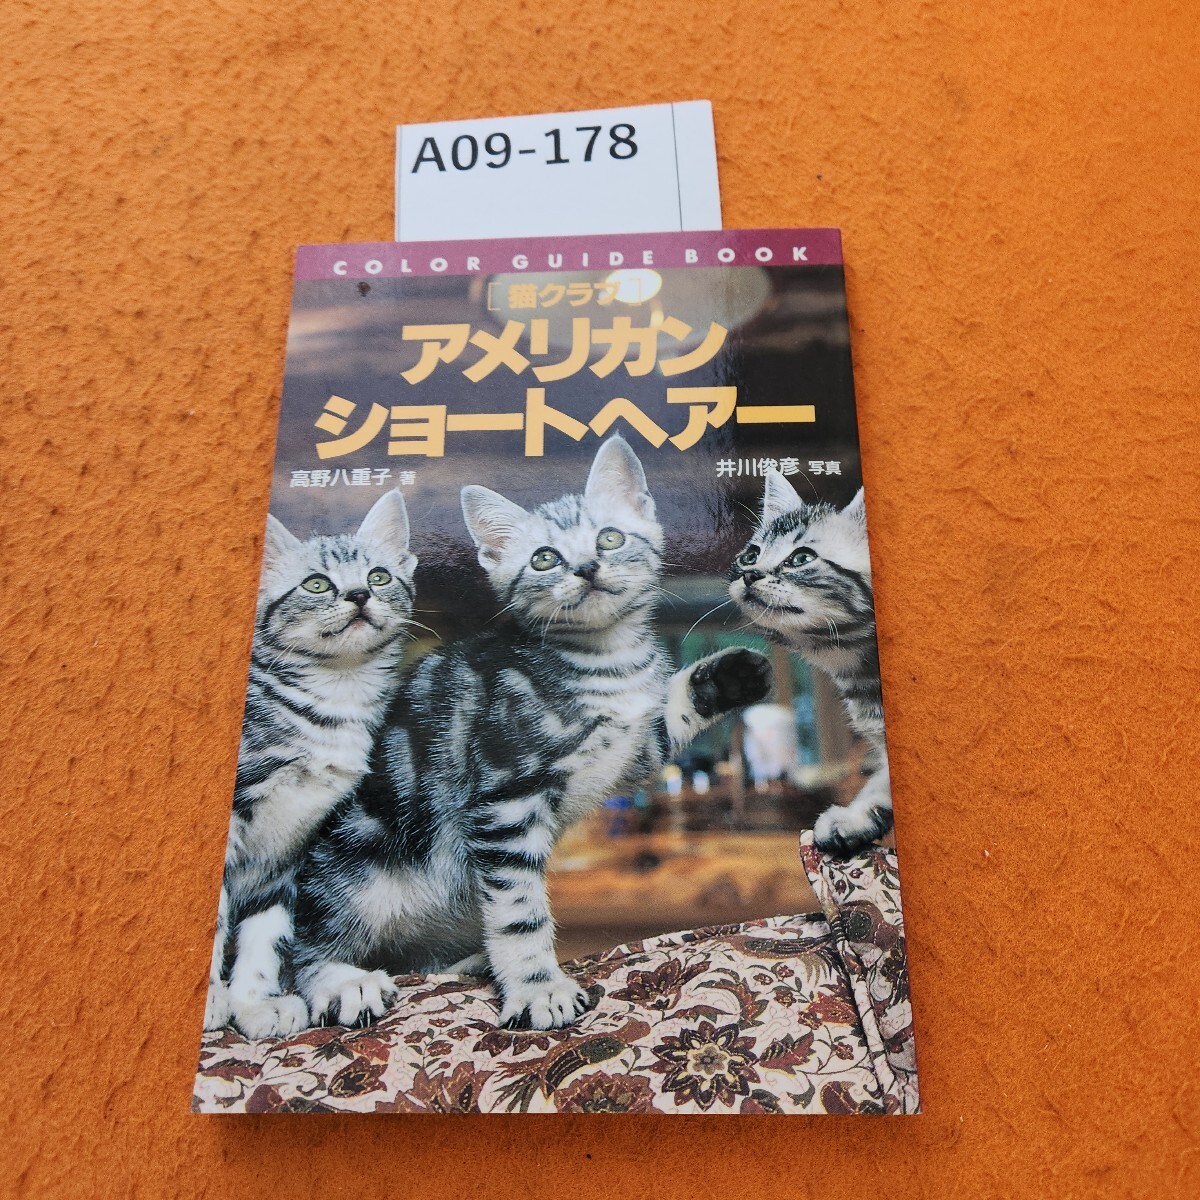 A09-178
COLOR GUIDE BOOK
[猫クラブ]
アメリカン
ショートヘアー
高野八重子 著
井川俊彦 写真